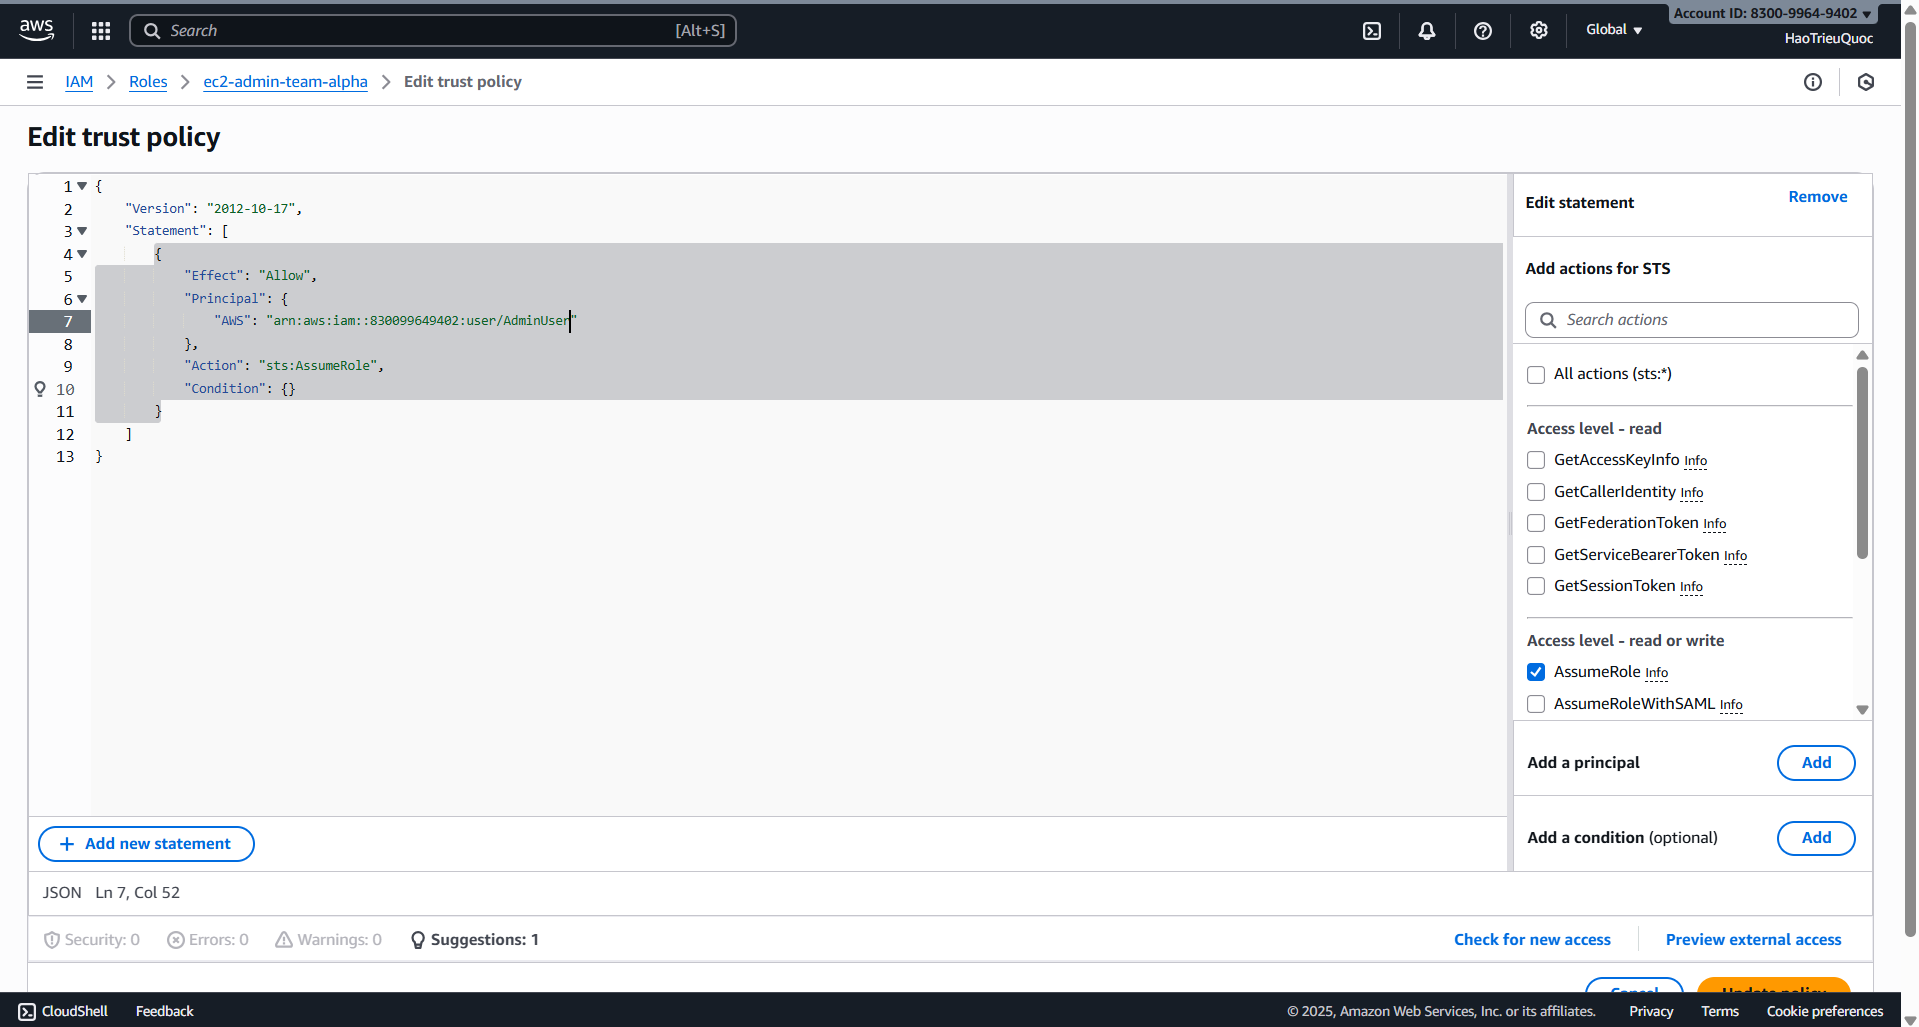 aws
Search [Alt+S]
Global
Account ID: 8300-9964-9402
HaoTrieuQuoc
IAM > Roles > ec2-admin-team-alpha > Edit trust policy
Edit trust policy
1 {
2 "Version": "2012-10-17",
3 "Statement": [
4 {
5 "Effect": "Allow",
6 "Principal": {
7 "AWS": "arn:aws:iam::830099649402:user/AdminUser"
8 },
9 "Action": "sts:AssumeRole",
10 "Condition": {}
11 }
12 ]
13 }
+ Add new statement
JSON Ln 7, Col 52
Edit statement
Remove
Add actions for STS
Search actions
All actions (sts:*)
Access level - read
GetAccessKeyInfo Info
GetCallerIdentity Info
GetFederationToken Info
GetServiceBearerToken Info
GetSessionToken Info
Access level - read or write
AssumeRole Info
AssumeRoleWithSAML Info
Add a principal
Add
Add a condition (optional)
Add
Security: 0
Errors: 0
Warnings: 0
Suggestions: 1
Check for new access
Preview external access
Cancel
Update policy
CloudShell
Feedback
© 2025, Amazon Web Services, Inc. or its affiliates.
Privacy
Terms
Cookie preferences